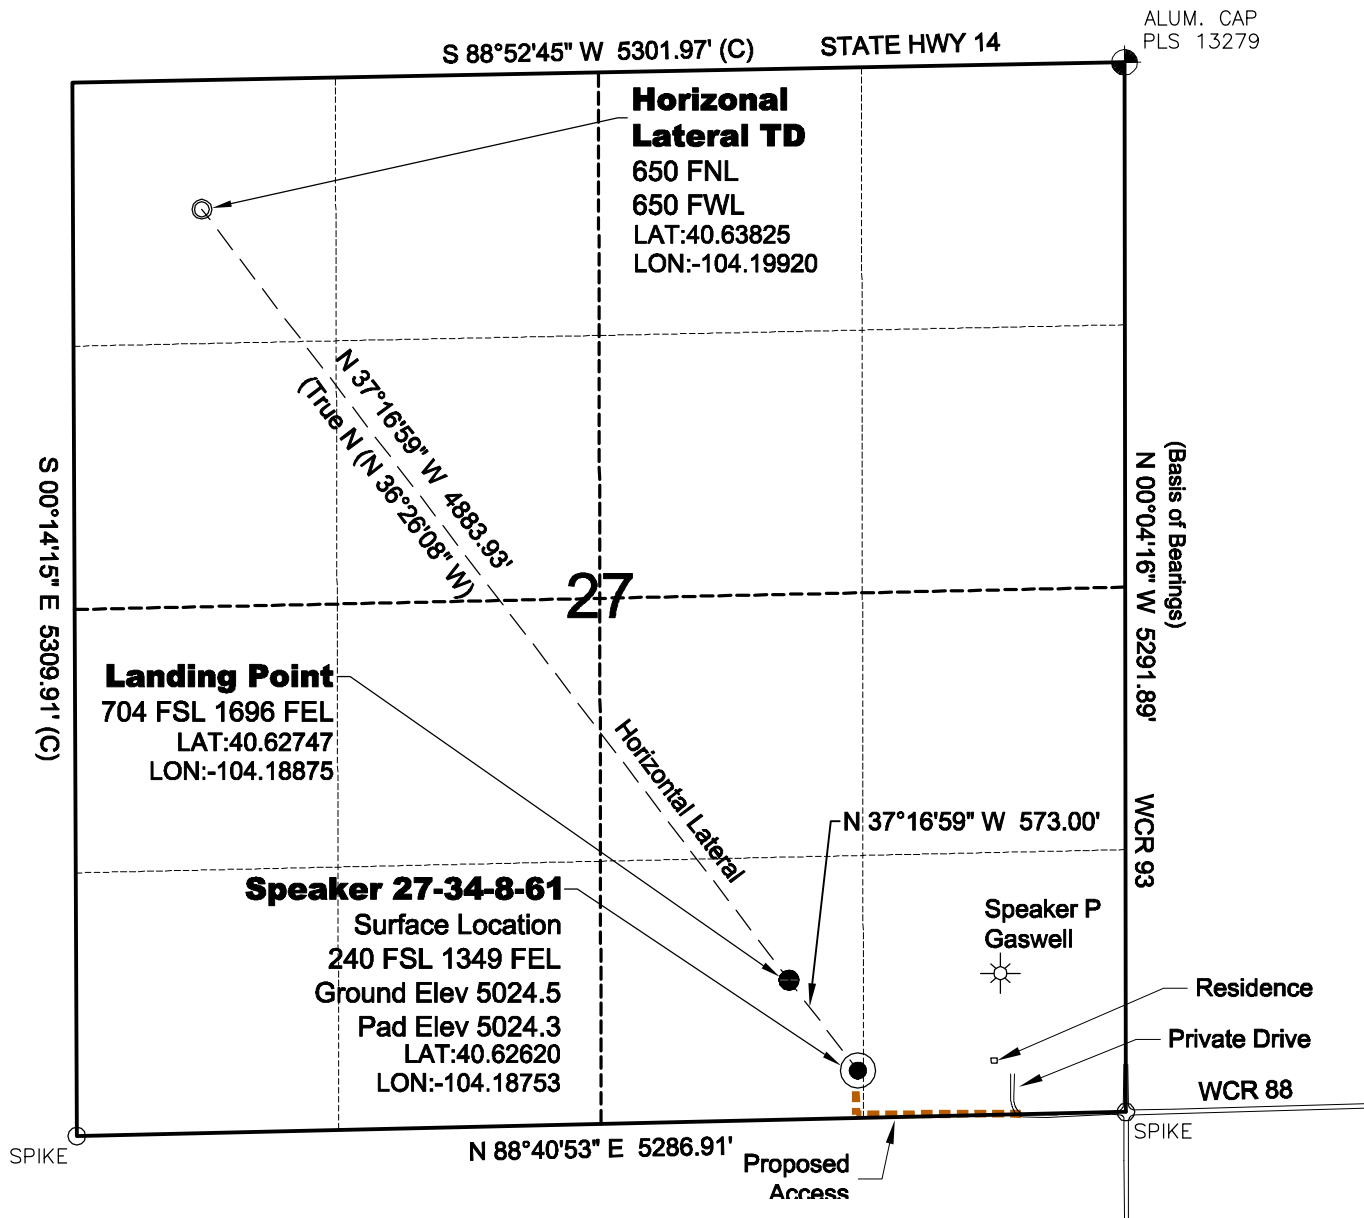 ALUM. CAP
PLS 13279
S 88°52'45" W 5301.97' (C)
STATE HWY 14
Horizonal
Lateral TD
650 FNL
650 FWL
LAT:40.63825
LON:-104.19920
N 37°16'59" W 4883.93'
(True N (N 36°26'08" W)
S 00°14'15" E 5309.91' (C)
(Basis of Bearings)
N 00°04'16" W 5291.89'
27
Landing Point
704 FSL 1696 FEL
LAT:40.62747
LON:-104.18875
Horizontal Lateral
N 37°16'59" W 573.00'
WCR 93
Speaker 27-34-8-61
Surface Location
240 FSL 1349 FEL
Ground Elev 5024.5
Pad Elev 5024.3
LAT:40.62620
LON:-104.18753
Speaker P
Gaswell
Residence
Private Drive
WCR 88
SPIKE
SPIKE
N 88°40'53" E 5286.91'
Proposed
Access